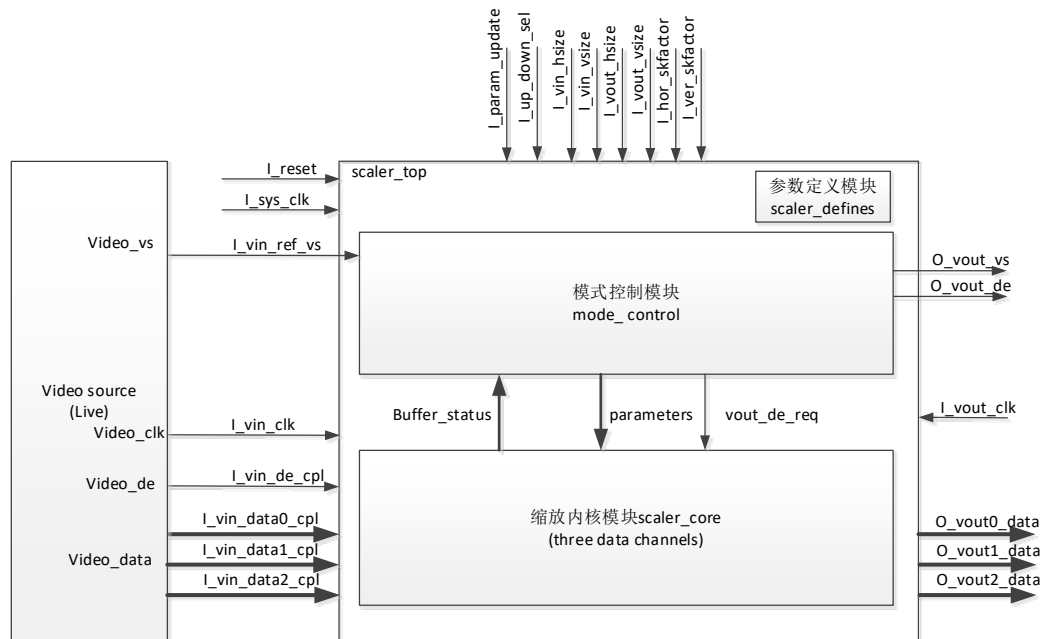 I_param_update
I_up_down_sel
I_vin_hsize
I_vin_vsize
I_vout_hsize
I_vout_vsize
I_hor_skfactor
I_ver_skfactor
I_reset
scaler_top
参数定义模块
scaler_defines
I_sys_clk
Video_vs
I_vin_ref_vs
O_vout_vs
O_vout_de
模式控制模块
mode_ control
Video source
(Live)
Buffer_status
parameters
vout_de_req
I_vout_clk
Video_clk
I_vin_clk
Video_de
I_vin_de_cpl
缩放内核模块scaler_core
(three data channels)
I_vin_data0_cpl
O_vout0_data
Video_data
I_vin_data1_cpl
O_vout1_data
I_vin_data2_cpl
O_vout2_data